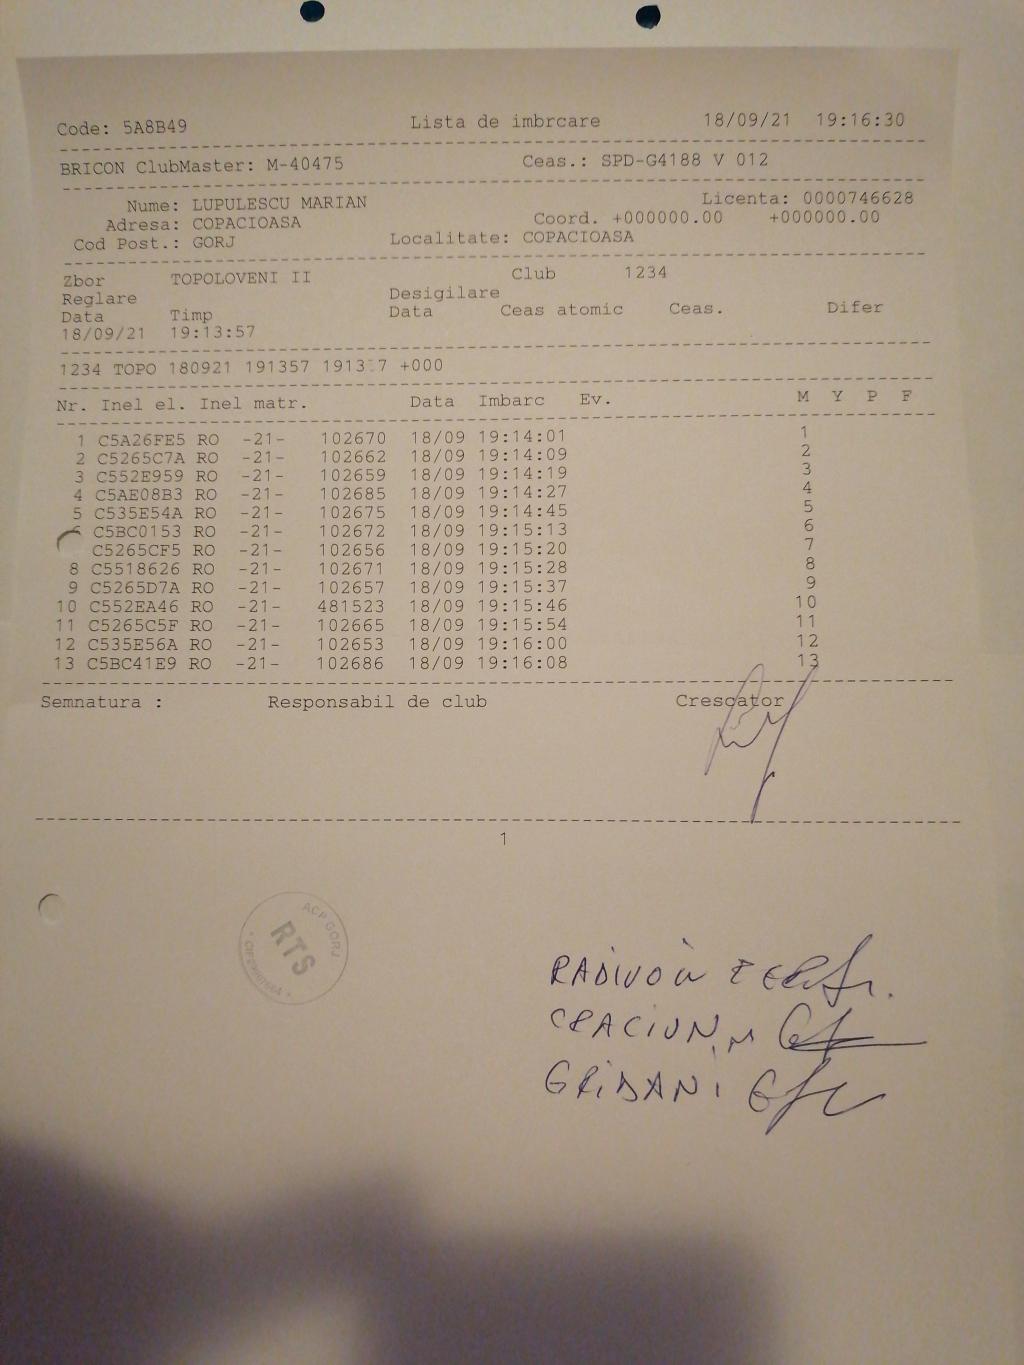 Code: 5A8B49 Lista de imbrcare 18/09/21 19:16:30
BRICON ClubMaster: M-40475 Ceas.: SPD-G4188 V 012
Nume: LUPULESCU MARIAN Licenta: 0000746628
Adresa: COPACIOASA Coord. +000000.00 +000000.00
Cod Post.: GORJ Localitate: COPACIOASA
Zbor TOPOLOVENI II Club 1234
Reglare Desigilare
Data Timp Data Ceas atomic Ceas. Difer
18/09/21 19:13:57
1234 TOPO 180921 191357 +000
Nr. Inel el. Inel matr. Data Imbarc Ev. M Y P F
1 C5A26FE5 RO -21- 102670 18/09 19:14:01 1
2 C5265C7A RO -21- 102662 18/09 19:14:09 2
3 C552E959 RO -21- 102659 18/09 19:14:19 3
4 C5AE08B3 RO -21- 102685 18/09 19:14:27 4
5 C535E54A RO -21- 102675 18/09 19:14:45 5
6 C5BC0153 RO -21- 102672 18/09 19:15:13 6
C5265CF5 RO -21- 102656 18/09 19:15:20 7
8 C5518626 RO -21- 102671 18/09 19:15:28 8
9 C5265D7A RO -21- 102657 18/09 19:15:37 9
10 C552EA46 RO -21- 481523 18/09 19:15:46 10
11 C5265C5F RO -21- 102665 18/09 19:15:54 11
12 C535E56A RO -21- 102653 18/09 19:16:00 12
13 C5BC41E9 RO -21- 102686 18/09 19:16:08 13
Semnatura : Responsabil de club Crescator
1
ACP GORJ
RTS
CRACIUN M
GRIDAN I